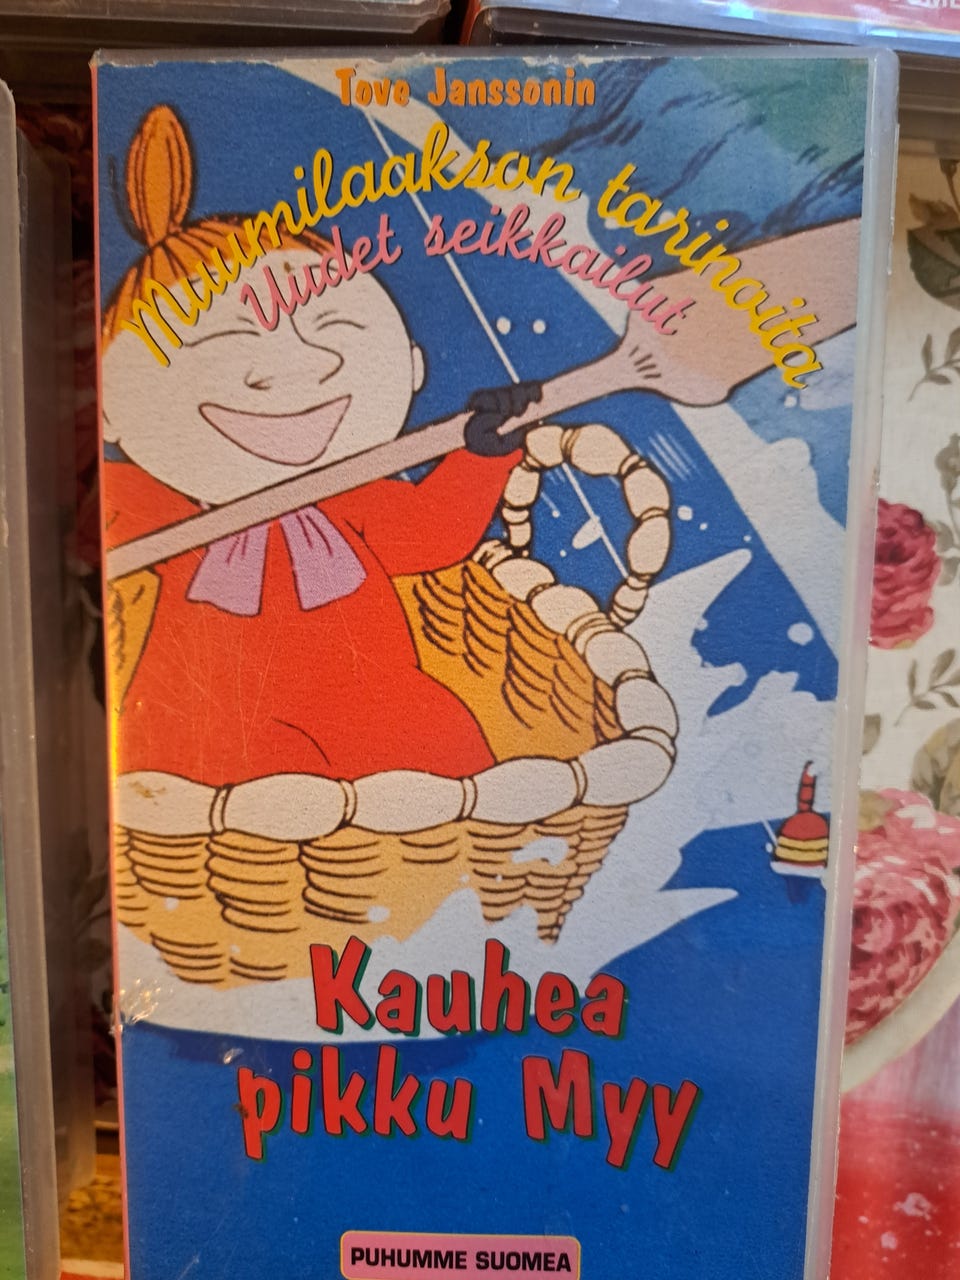 Tove Janssonin
Muumilaakson tarinoita
Uudet seikkailut
Kauhea
pikku Myy
PUHUMME SUOMEA